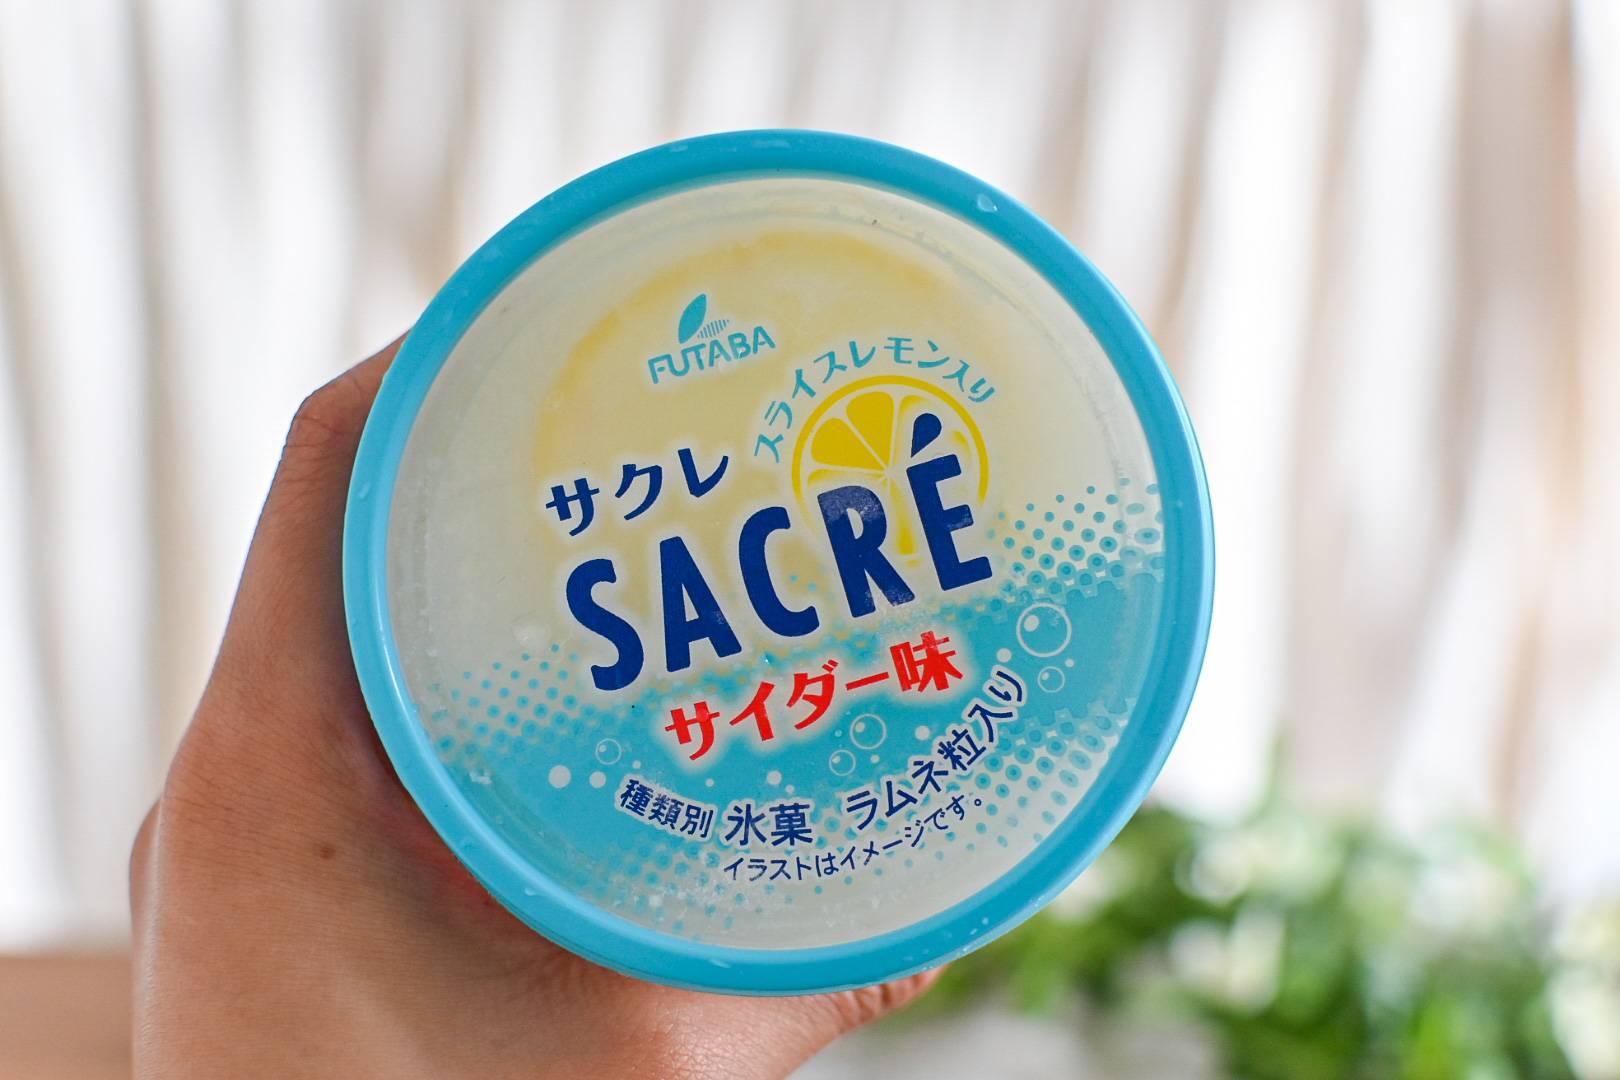 FUTABA
スライスレモン入り
サクレ
SACRÉ
サイダー味
種類別 氷菓 ラムネ粒入り
イラストはイメージです。